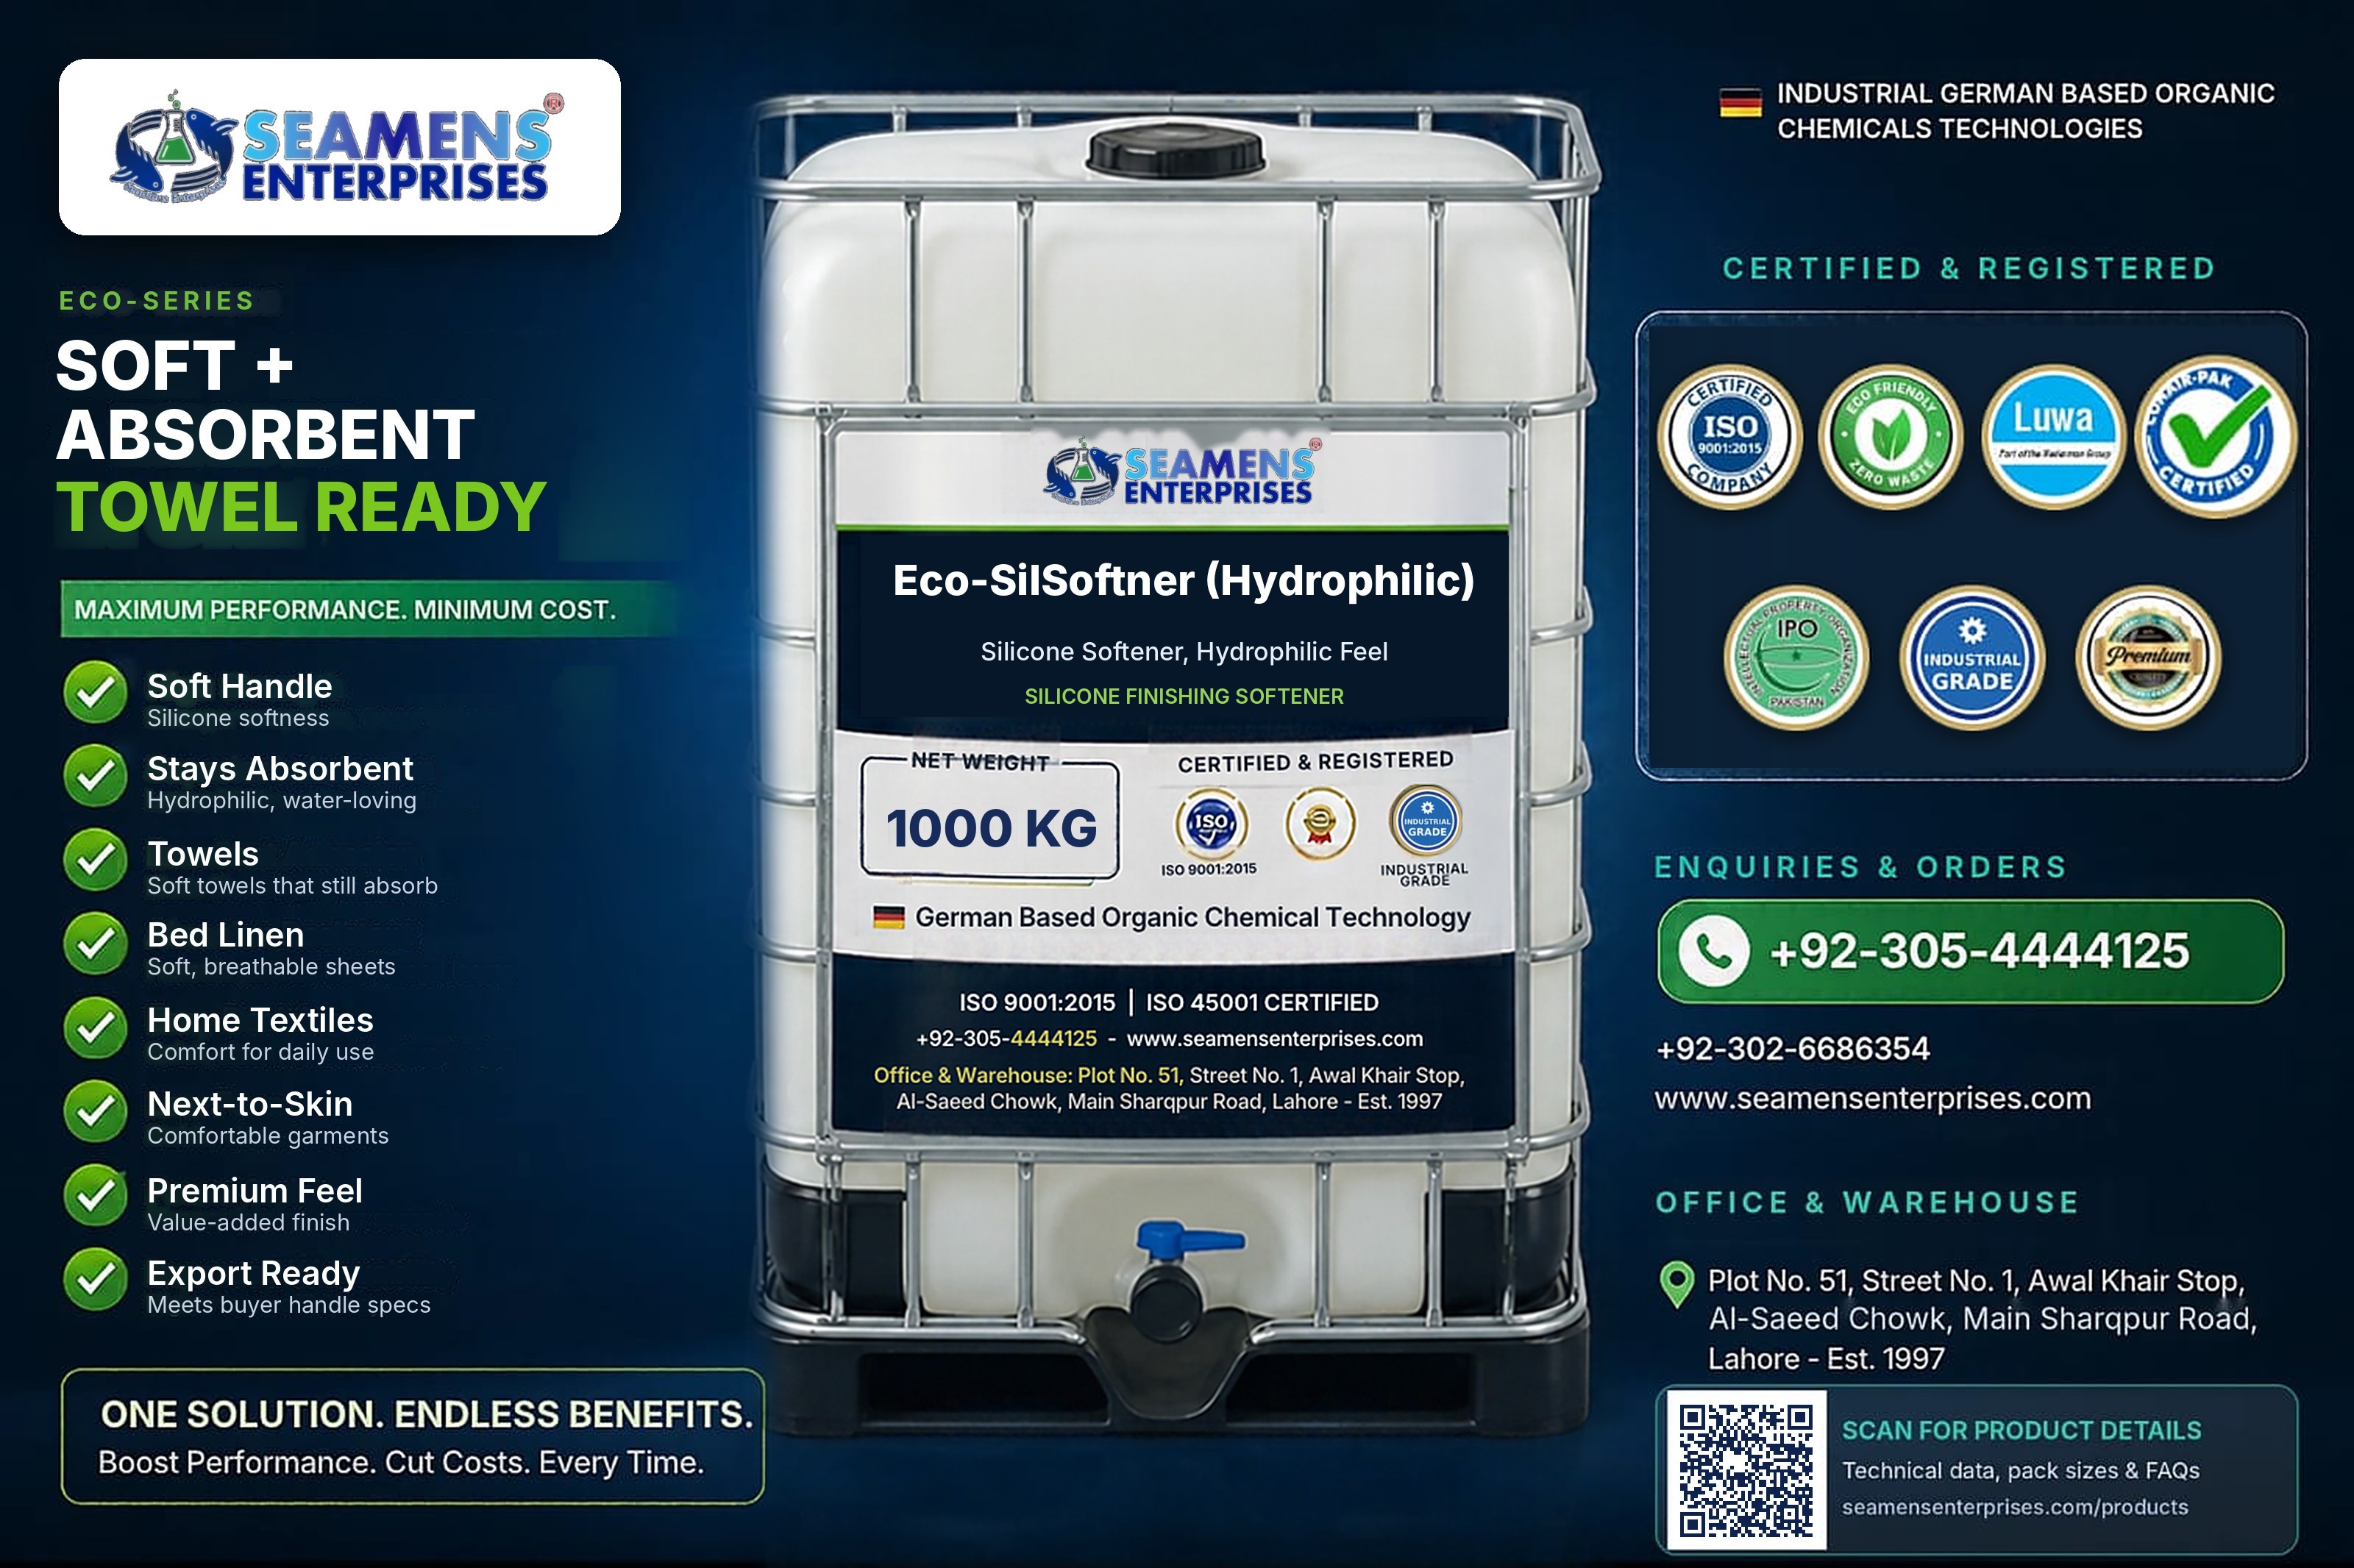 SEAMENS ®
ENTERPRISES
ECO-SERIES
SOFT +
ABSORBENT
TOWEL READY
MAXIMUM PERFORMANCE. MINIMUM COST.
Soft Handle
Silicone softness
Stays Absorbent
Hydrophilic, water-loving
Towels
Soft towels that still absorb
Bed Linen
Soft, breathable sheets
Home Textiles
Comfort for daily use
Next-to-Skin
Comfortable garments
Premium Feel
Value-added finish
Export Ready
Meets buyer handle specs
ONE SOLUTION. ENDLESS BENEFITS.
Boost Performance. Cut Costs. Every Time.
SEAMENS ®
ENTERPRISES
Eco-SilSoftner (Hydrophilic)
Silicone Softener, Hydrophilic Feel
SILICONE FINISHING SOFTENER
NET WEIGHT
1000 KG
CERTIFIED & REGISTERED
ISO
INDUSTRIAL
GRADE
ISO 9001:2015
INDUSTRIAL
GRADE
German Based Organic Chemical Technology
ISO 9001:2015 | ISO 45001 CERTIFIED
+92-305-4444125 - www.seamensenterprises.com
Office & Warehouse: Plot No. 51, Street No. 1, Awal Khair Stop,
Al-Saeed Chowk, Main Sharqpur Road, Lahore - Est. 1997
INDUSTRIAL GERMAN BASED ORGANIC
CHEMICALS TECHNOLOGIES
CERTIFIED & REGISTERED
CERTIFIED
ISO
9001:2015
COMPANY
ECO FRIENDLY
ZERO WASTE
Luwa
Part of the Group
PAK
CERTIFIED
INTELLECTUAL PROPERTY ORGANIZATION
IPO
PAKISTAN
INDUSTRIAL
GRADE
Premium
ENQUIRIES & ORDERS
+92-305-4444125
+92-302-6686354
www.seamensenterprises.com
OFFICE & WAREHOUSE
Plot No. 51, Street No. 1, Awal Khair Stop,
Al-Saeed Chowk, Main Sharqpur Road,
Lahore - Est. 1997
SCAN FOR PRODUCT DETAILS
Technical data, pack sizes & FAQs
seamensenterprises.com/products